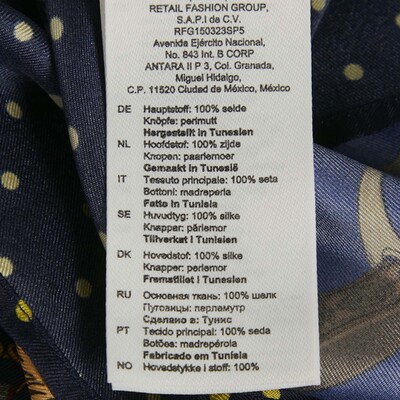 RETAIL FASHION GROUP,
S.A.P.I de C.V.
RFG150323SP5
Avenida Ejército Nacional,
No. 843 Int. B CORP
ANTARA II P 3, Col. Granada,
Miguel Hidalgo,
C.P. 11520 Ciudad de México, México
DE Hauptstoff: 100% seide
Knöpfe: perlmutt
Hergestellt in Tunesien
NL Hoofdstof: 100% zijde
Knopen: paarlemoer
Gemaakt in Tunesië
IT Tessuto principale: 100% seta
Bottoni: madreperla
Fatto in Tunisia
SE Huvudtyg: 100% silke
Knappar: pärlemor
Tillverkat i Tunisien
DK Hovedstof: 100% silke
Knapper: perlemor
Fremstillet i Tunesien
RU Основная ткань: 100% шелк
Пуговицы: перламутр
Сделано в: Тунис
PT Tecido principal: 100% seda
Botões: madrepérola
Fabricado em Tunísia
NO Hovedstykke i stoff: 100%